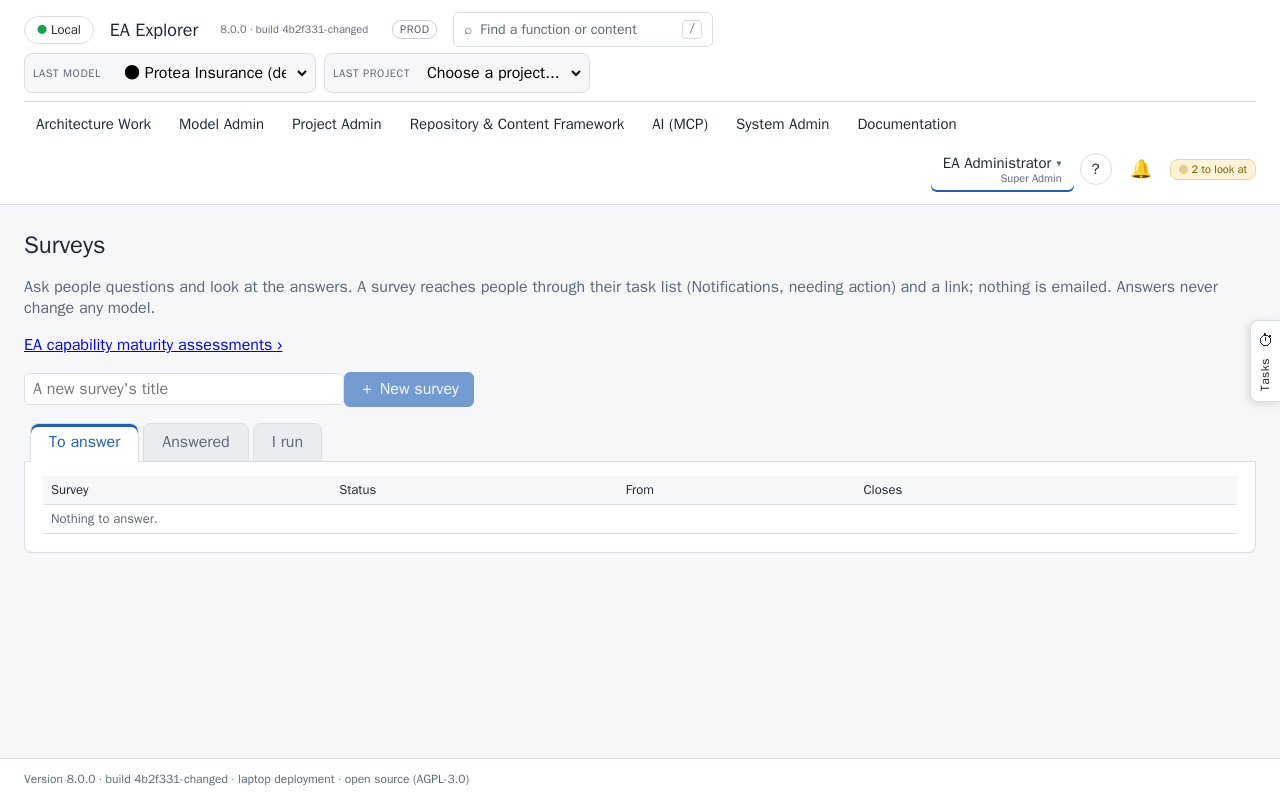 Local
EA Explorer
8.0.0 · build 4b2f331-changed
PROD
Find a function or content
/
LAST MODEL
Protea Insurance (de
LAST PROJECT
Choose a project...
Architecture Work
Model Admin
Project Admin
Repository & Content Framework
AI (MCP)
System Admin
Documentation
EA Administrator ▾
Super Admin
?
2 to look at
Surveys
Ask people questions and look at the answers. A survey reaches people through their task list (Notifications, needing action) and a link; nothing is emailed. Answers never
change any model.
EA capability maturity assessments ›
A new survey's title
+ New survey
To answer
Answered
I run
Survey
Status
From
Closes
Nothing to answer.
Tasks
Version 8.0.0 · build 4b2f331-changed · laptop deployment · open source (AGPL-3.0)